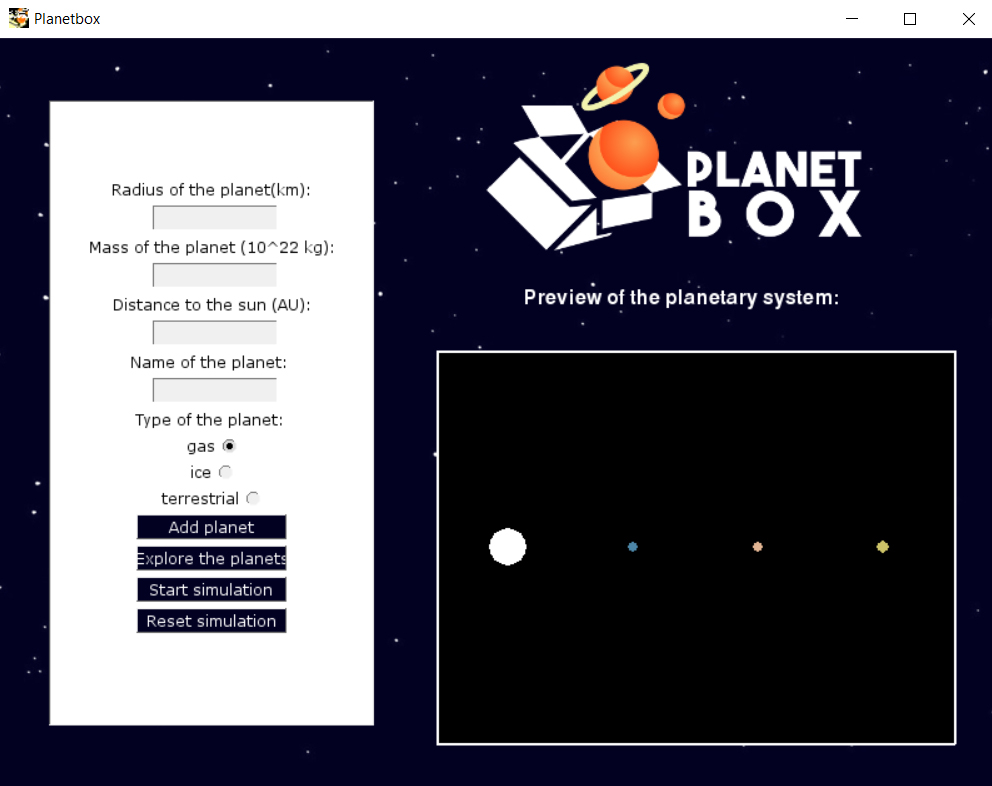 Planetbox
Radius of the planet(km):
Mass of the planet (10^22 kg):
Distance to the sun (AU):
Name of the planet:
Type of the planet:
gas
ice
terrestrial
Add planet
Explore the planets
Start simulation
Reset simulation
PLANET
BOX
Preview of the planetary system: